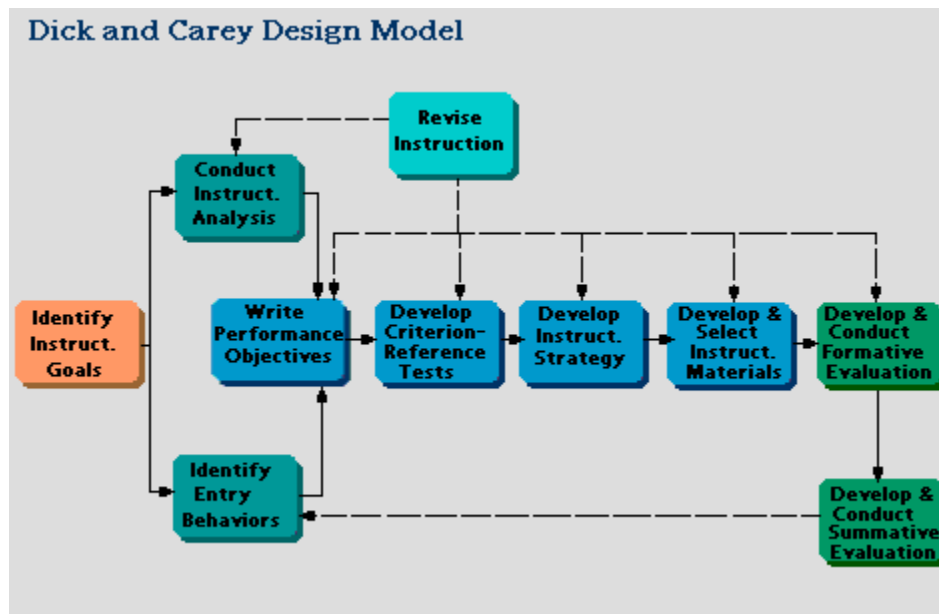 Dick and Carey Design Model
Revise
Instruction
Conduct
Instruct.
Analysis
Identify
Instruct.
Goals
Write
Performance
Objectives
Develop
Criterion-
Reference
Tests
Develop
Instruct.
Strategy
Develop &
Select
Instruct.
Materials
Develop &
Conduct
Formative
Evaluation
Identify
Entry
Behaviors
Develop &
Conduct
Summative
Evaluation